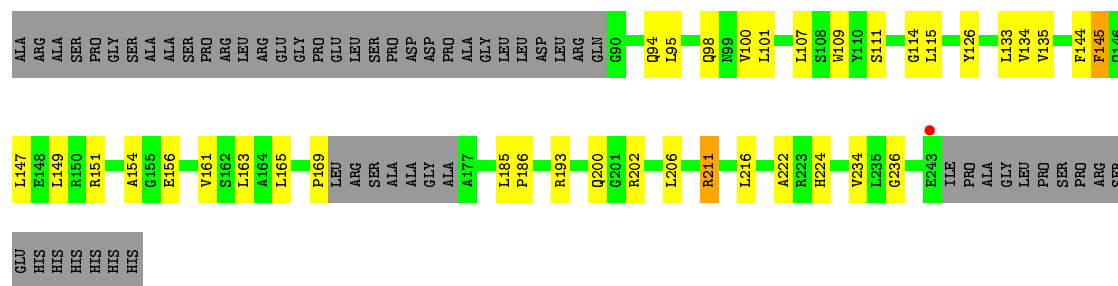 ALA ARG ALA SER PRO GLY SER ALA ALA SER PRO ARG LEU ARG GLU GLY PRO GLU LEU LEU SER PRO ASP ASP PRO ALA GLY LEU LEU ASP LEU ARG GLN G90 Q94 L95 Q98 N99 V100 L101 L107 S108 W109 Y110 S111 G114 L115 Y126 L133 V134 V135 F144 F145
L147 E148 L149 R150 R151 A154 G155 E156 V161 S162 L163 A164 L165 P169 LEU ARG SER ALA ALA GLY ALA A177 L185 P186 R193 Q200 G201 R202 L206 R211 L216 A222 R223 H224 V234 L235 G236 E243 ILE PRO ALA GLY LEU PRO SER PRO ARG SER
GLU HIS HIS HIS HIS HIS HIS